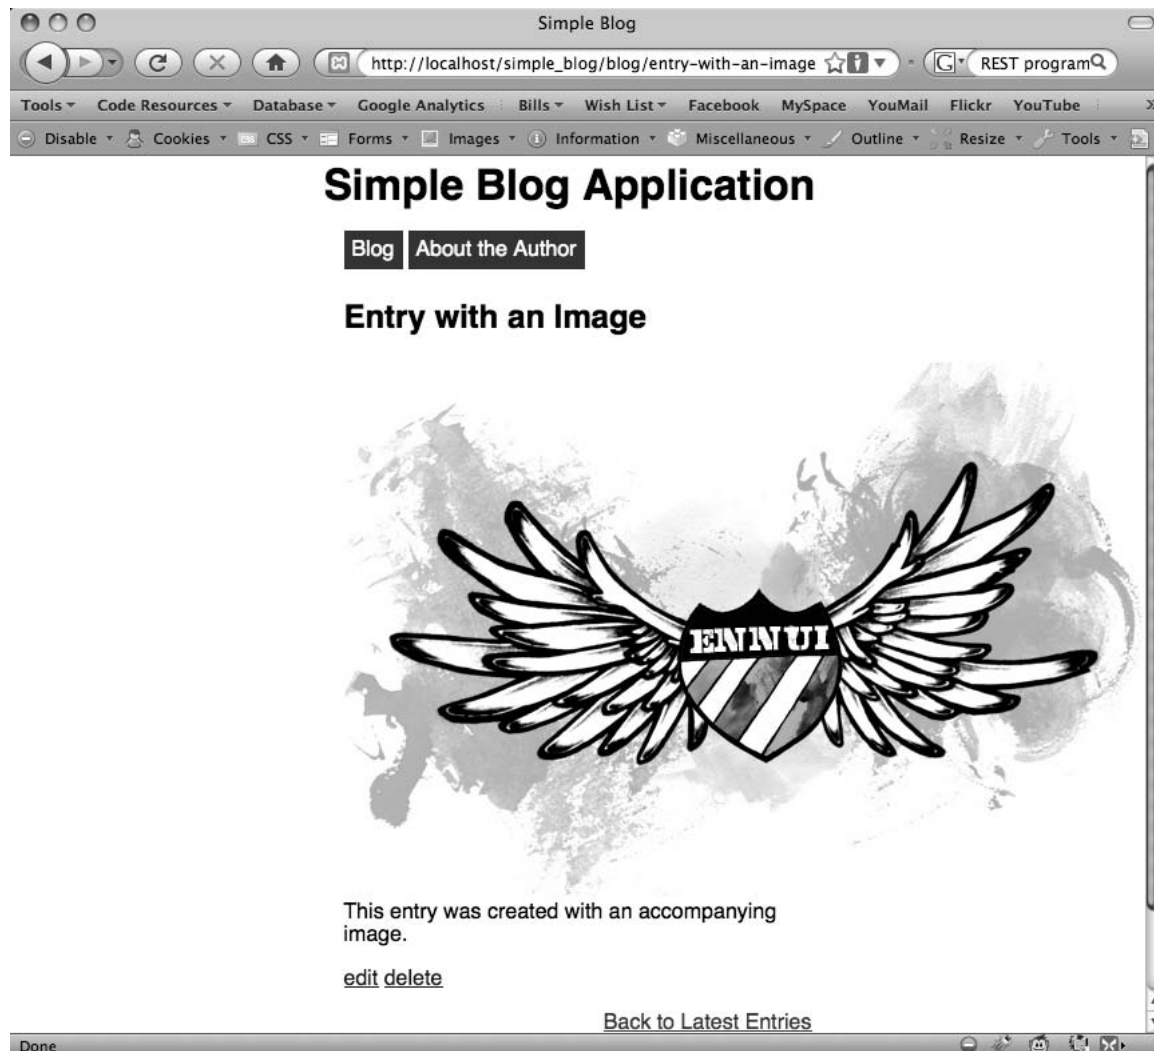 Simple Blog
http://localhost/simple_blog/blog/entry-with-an-image G REST program
Tools Code Resources Database Google Analytics Bills Wish List Facebook MySpace YouMail Flickr YouTube »
Disable Cookies CSS Forms Images Information Miscellaneous Outline Resize Tools
Simple Blog Application
Blog About the Author
Entry with an Image
ENNUI
This entry was created with an accompanying
image.
edit delete
Back to Latest Entries
Done